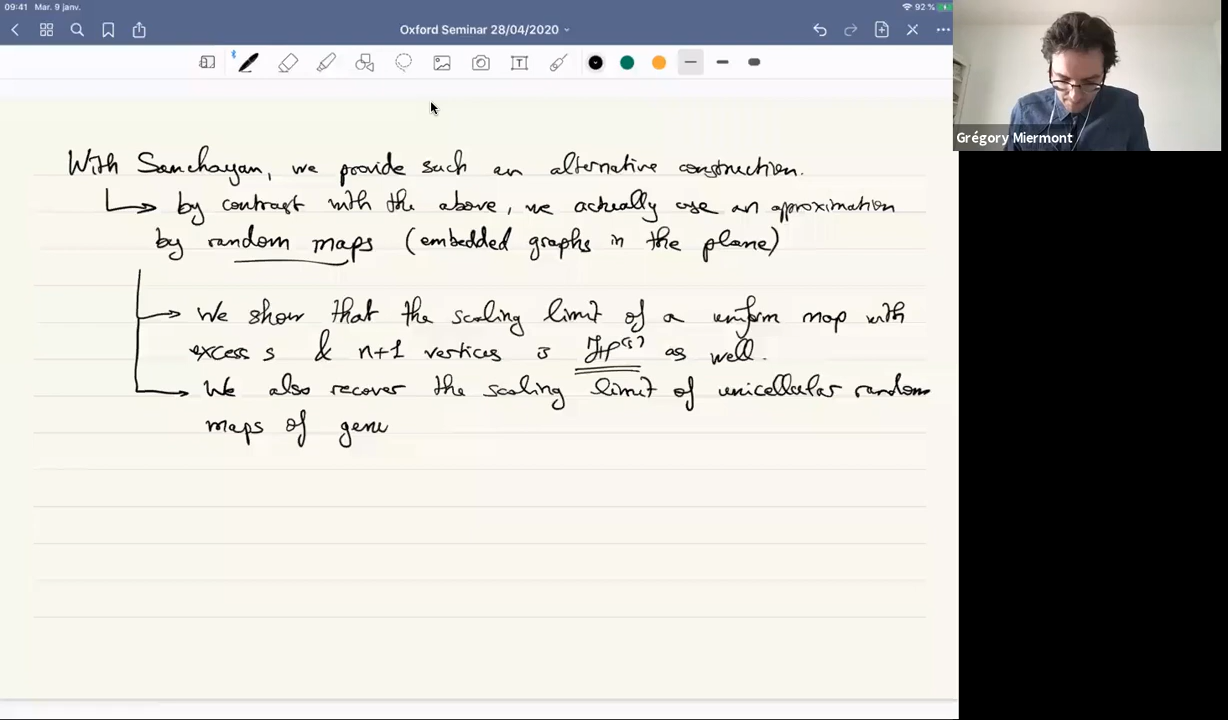 09:41 Mar. 9 janv.
92 %
Oxford Seminar 28/04/2020
T
Grégory Miermont
With Sanchayan, we provide such an alternative construction.
by contrast with the above, we actually use an approximation
by random maps (embedded graphs in the plane)
We show that the scaling limit of a uniform map with
excess s & n+1 vertices is as well.
We also recover the scaling limit of unicellular random
maps of genu